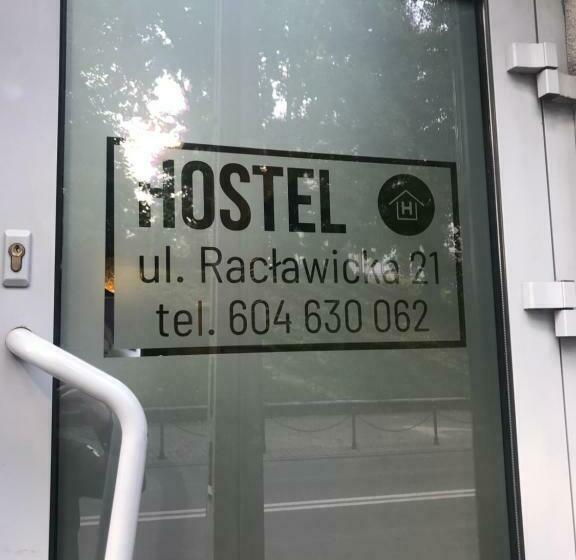 HOSTEL H
ul. Racławicka 21
tel. 604 630 062